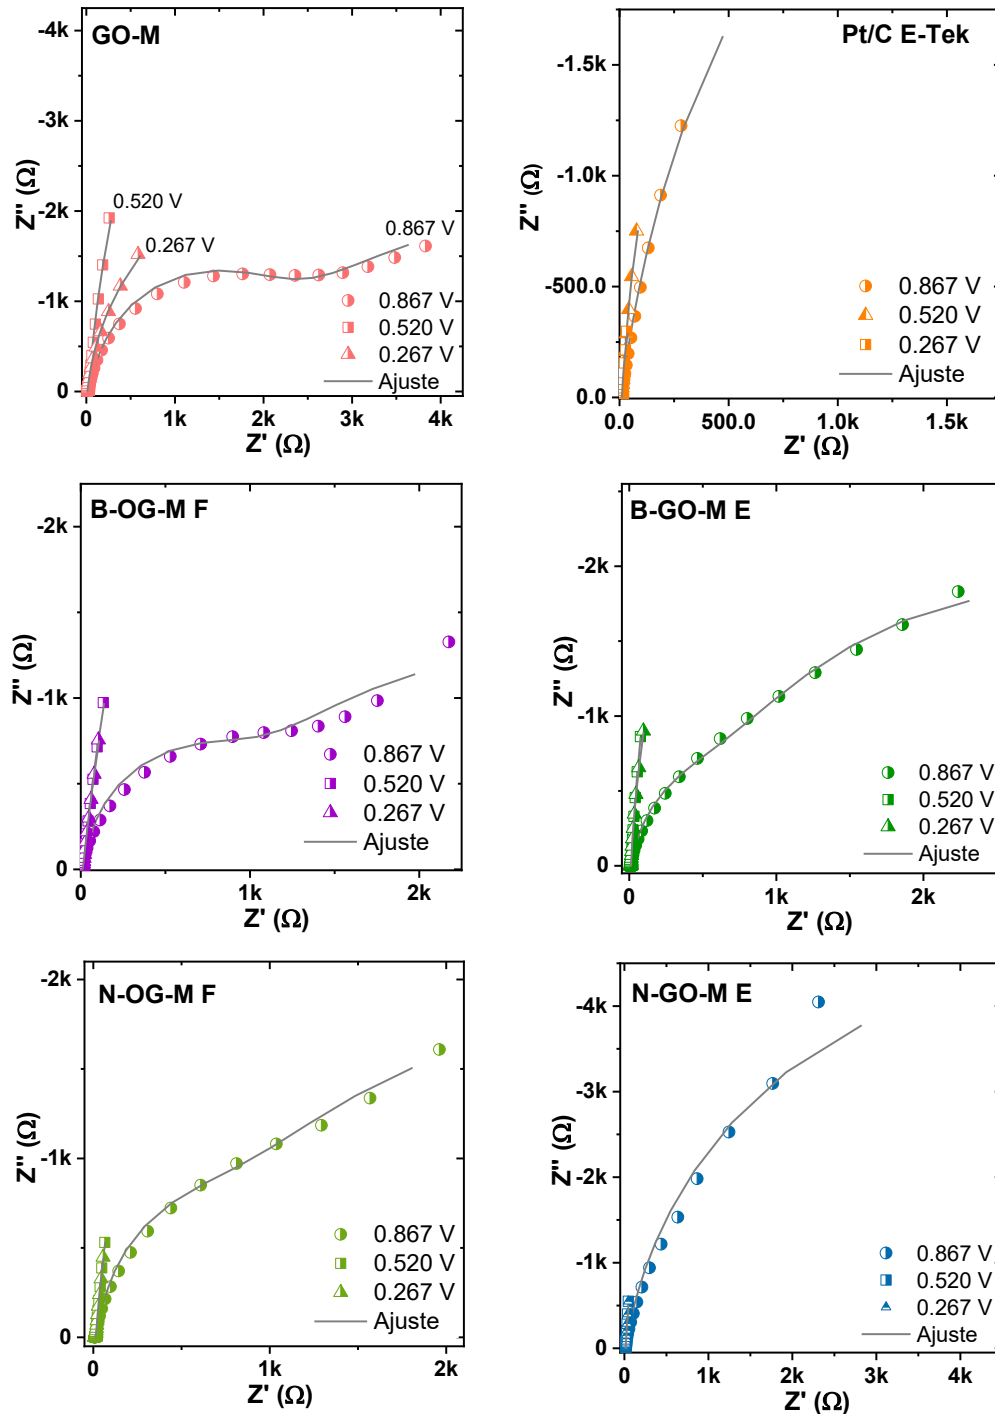 GO-M
-4k
-3k
-2k
-1k
0
Z'' (Ω)
0.520 V
0.267 V
0.867 V
0.867 V
0.520 V
0.267 V
Ajuste
0 1k 2k 3k 4k
Z' (Ω)
Pt/C E-Tek
-1.5k
-1.0k
-500.0
0.0
Z'' (Ω)
0.867 V
0.520 V
0.267 V
Ajuste
0.0 500.0 1.0k 1.5k
Z' (Ω)
B-OG-M F
-2k
-1k
0
Z'' (Ω)
0.867 V
0.520 V
0.267 V
Ajuste
0 1k 2k
Z' (Ω)
B-GO-M E
-2k
-1k
0
Z'' (Ω)
0.867 V
0.520 V
0.267 V
Ajuste
0 1k 2k
Z' (Ω)
N-OG-M F
-2k
-1k
0
Z'' (Ω)
0.867 V
0.520 V
0.267 V
Ajuste
0 1k 2k
Z' (Ω)
N-GO-M E
-4k
-3k
-2k
-1k
0
Z'' (Ω)
0.867 V
0.520 V
0.267 V
Ajuste
0 1k 2k 3k 4k
Z' (Ω)